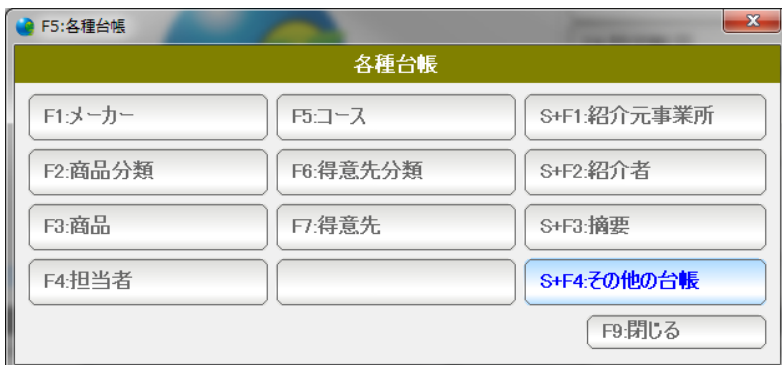 F5:各種台帳
各種台帳
F1:メーカー
F5:コース
S+F1:紹介元事業所
F2:商品分類
F6:得意先分類
S+F2:紹介者
F3:商品
F7:得意先
S+F3:摘要
F4:担当者
S+F4:その他の台帳
F9:閉じる